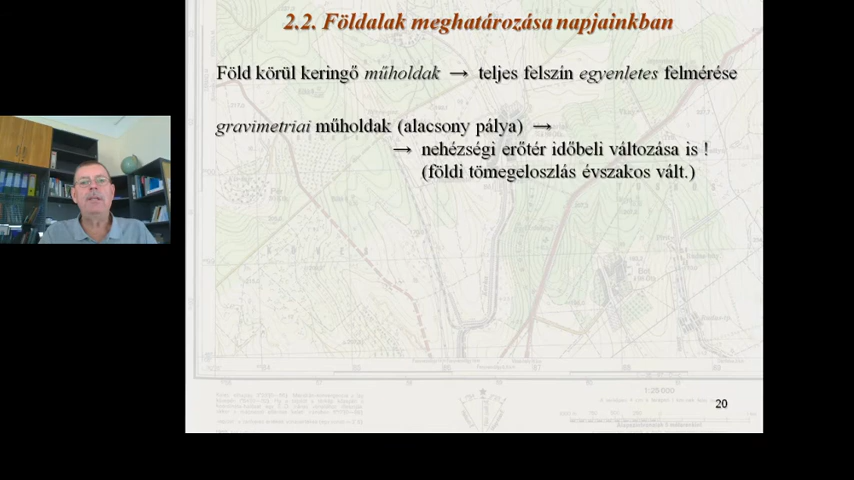 2.2. Földalak meghatározása napjainkban
Föld körül keringő műholdak → teljes felszín egyenletes felmérése
gravimetriai műholdak (alacsony pálya) →
→ nehézségi erőtér időbeli változása is !
(földi tömegeloszlás évszakos vált.)
1:25 000
20